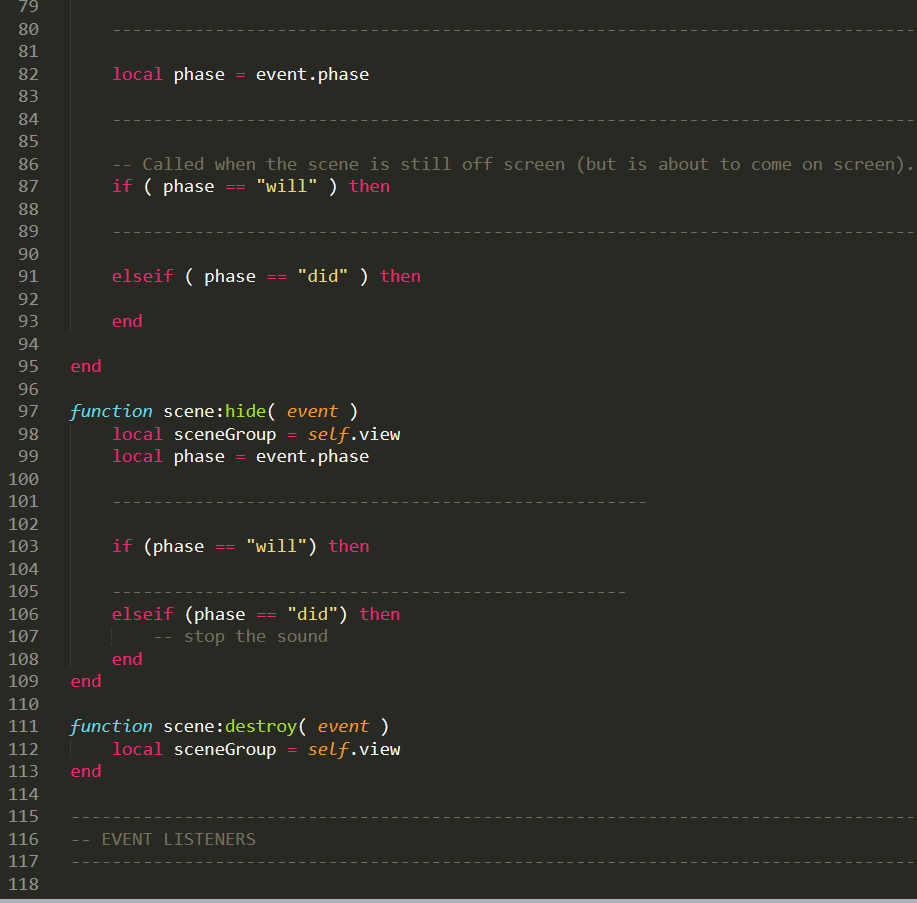 79
80 ------------------------------------------------------------------------------
81
82 local phase = event.phase
83
84 ------------------------------------------------------------------------------
85
86 -- Called when the scene is still off screen (but is about to come on screen).
87 if ( phase == "will" ) then
88
89 ------------------------------------------------------------------------------
90
91 elseif ( phase == "did" ) then
92
93 end
94
95 end
96
97 function scene:hide( event )
98 local sceneGroup = self.view
99 local phase = event.phase
100
101 ----------------------------------------------------
102
103 if (phase == "will") then
104
105 --------------------------------------------------
106 elseif (phase == "did") then
107 -- stop the sound
108 end
109 end
110
111 function scene:destroy( event )
112 local sceneGroup = self.view
113 end
114
115 ----------------------------------------------------------------------------------
116 -- EVENT LISTENERS
117 ----------------------------------------------------------------------------------
118